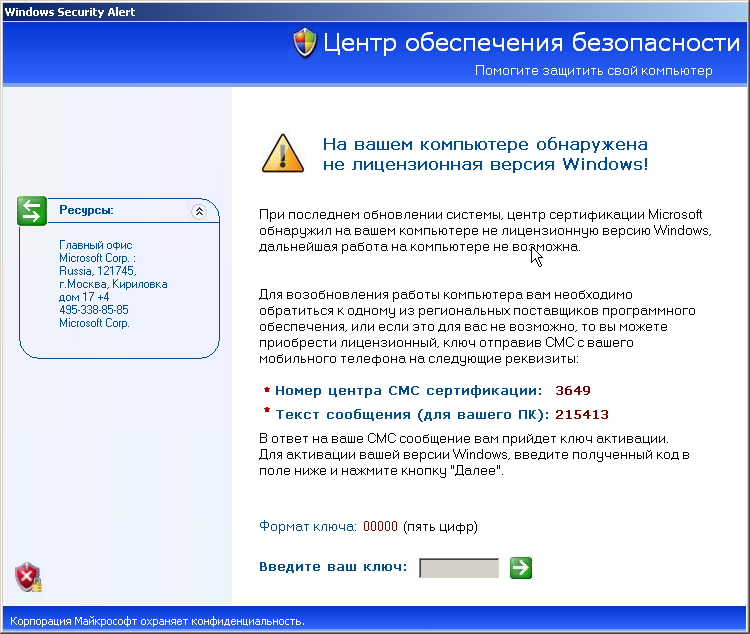 Windows Security Alert
Центр обеспечения безопасности
Помогите защитить свой компьютер
Ресурсы:
Главный офис
Microsoft Corp. :
Russia, 121745,
г.Москва, Кириловка
дом 17 +4
495-338-85-85
Microsoft Corp.
На вашем компьютере обнаружена
не лицензионная версия Windows!
При последнем обновлении системы, центр сертификации Microsoft
обнаружил на вашем компьютере не лицензионную версию Windows,
дальнейшая работа на компьютере не возможна.
Для возобновления работы компьютера вам необходимо
обратиться к одному из региональных поставщиков программного
обеспечения, или если это для вас не возможно, то вы можете
приобрести лицензионный, ключ отправив СМС с вашего
мобильного телефона на следующие реквизиты:
* Номер центра СМС сертификации: 3649
* Текст сообщения (для вашего ПК): 215413
В ответ на ваше СМС сообщение вам прийдет ключ активации.
Для активации вашей версии Windows, введите полученный код в
поле ниже и нажмите кнопку "Далее".
Формат ключа: 00000 (пять цифр)
Введите ваш ключ:
Корпорация Майкрософт охраняет конфиденциальность.